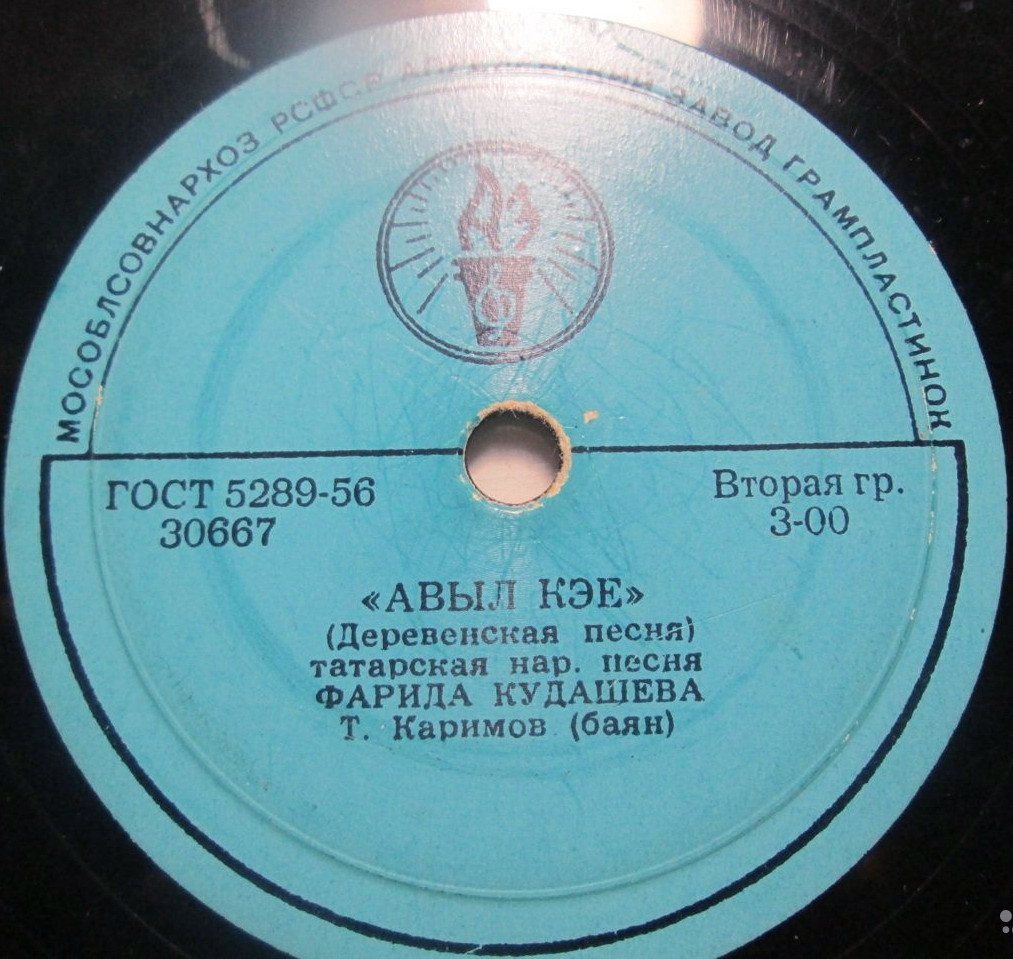 МОСОБЛСОВНАРХОЗ РСФСР ЗАВОД ГРАМПЛАСТИНОК
ГОСТ 5289-56
30667
Вторая гр.
3-00
«АВЫЛ КЭЕ»
(Деревенская песня)
татарская нар. песня
ФАРИДА КУДАШЕВА
Т. Каримов (баян)